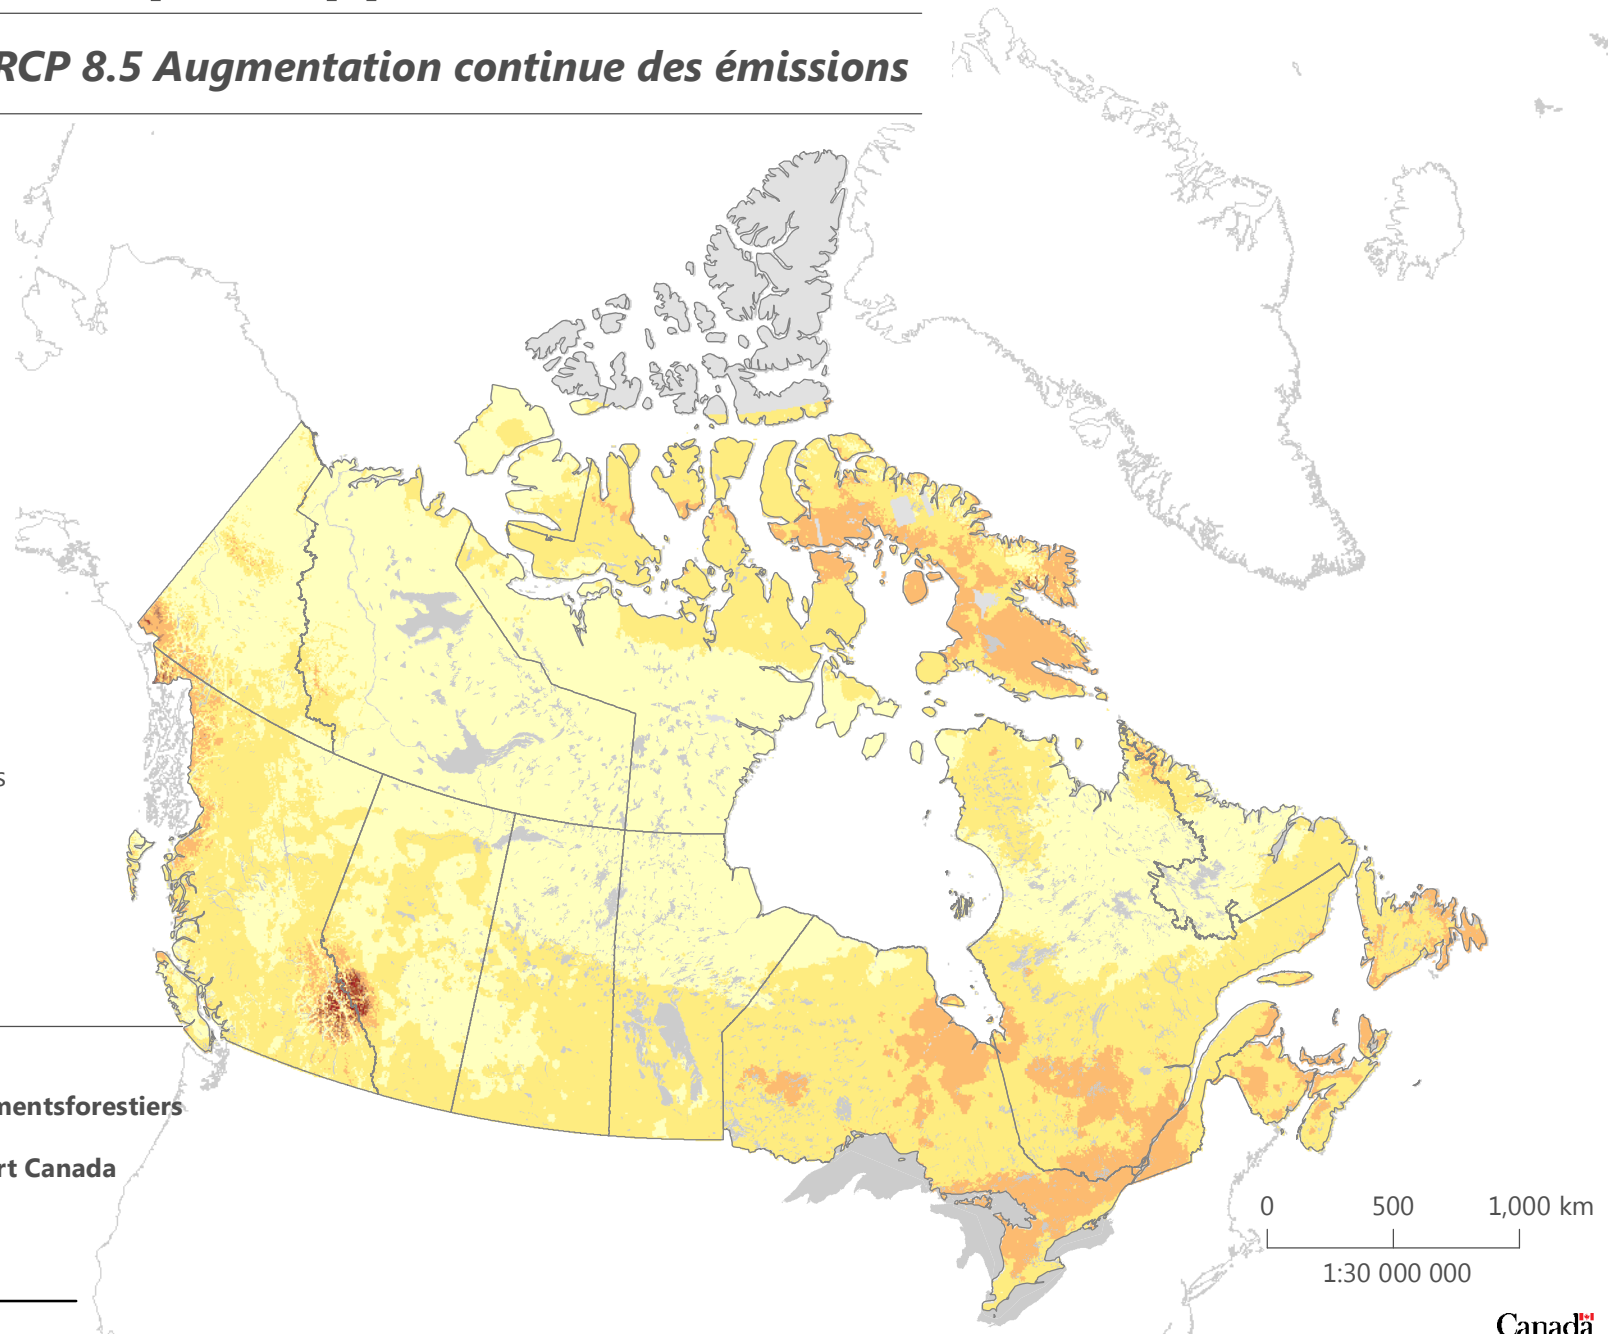 RCP 8.5 Augmentation continue des émissions
s
mentsforestiers
rt Canada
0 500 1,000 km
1:30 000 000
Canada